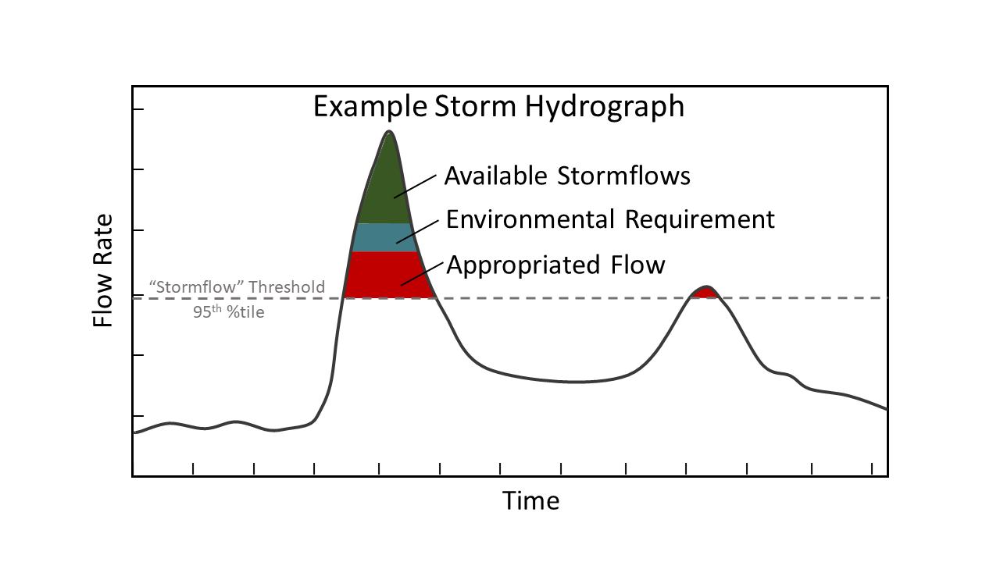 Example Storm Hydrograph
Available Stormflows
Environmental Requirement
Appropriated Flow
“Stormflow” Threshold
95th %tile
Flow Rate
Time